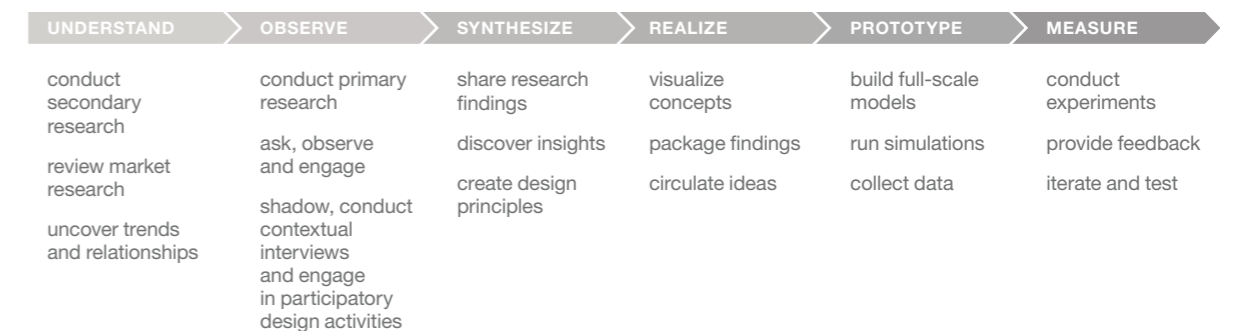 UNDERSTAND
conduct
secondary
research
review market
research
uncover trends
and relationships
OBSERVE
conduct primary
research
ask, observe
and engage
shadow, conduct
contextual
interviews
and engage
in participatory
design activities
SYNTHESIZE
share research
findings
discover insights
create design
principles
REALIZE
visualize
concepts
package findings
circulate ideas
PROTOTYPE
build full-scale
models
run simulations
collect data
MEASURE
conduct
experiments
provide feedback
iterate and test